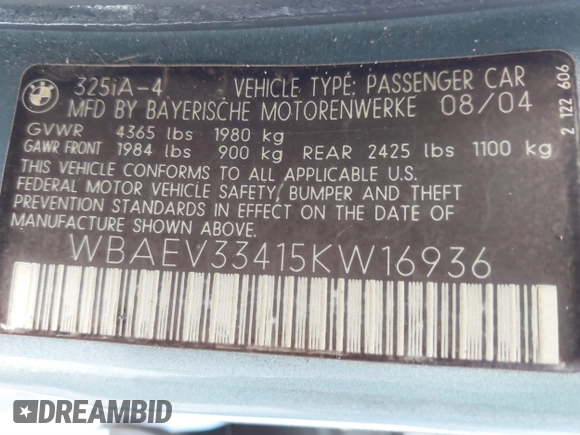 325iA-4 VEHICLE TYPE: PASSENGER CAR
MFD BY BAYERISCHE MOTORENWERKE 08/04
GVWR 4365 lbs 1980 kg
GAWR FRONT 1984 lbs 900 kg REAR 2425 lbs 1100 kg
THIS VEHICLE CONFORMS TO ALL APPLICABLE U.S.
FEDERAL MOTOR VEHICLE SAFETY, BUMPER AND THEFT
PREVENTION STANDARDS IN EFFECT ON THE DATE OF
MANUFACTURE SHOWN ABOVE.
WBAEV33415KW16936
2 122 606
DREAMBID